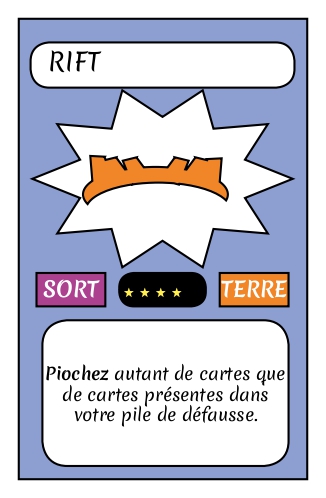 RIFT
SORT
TERRE
Piochez autant de cartes que
de cartes présentes dans
votre pile de défausse.